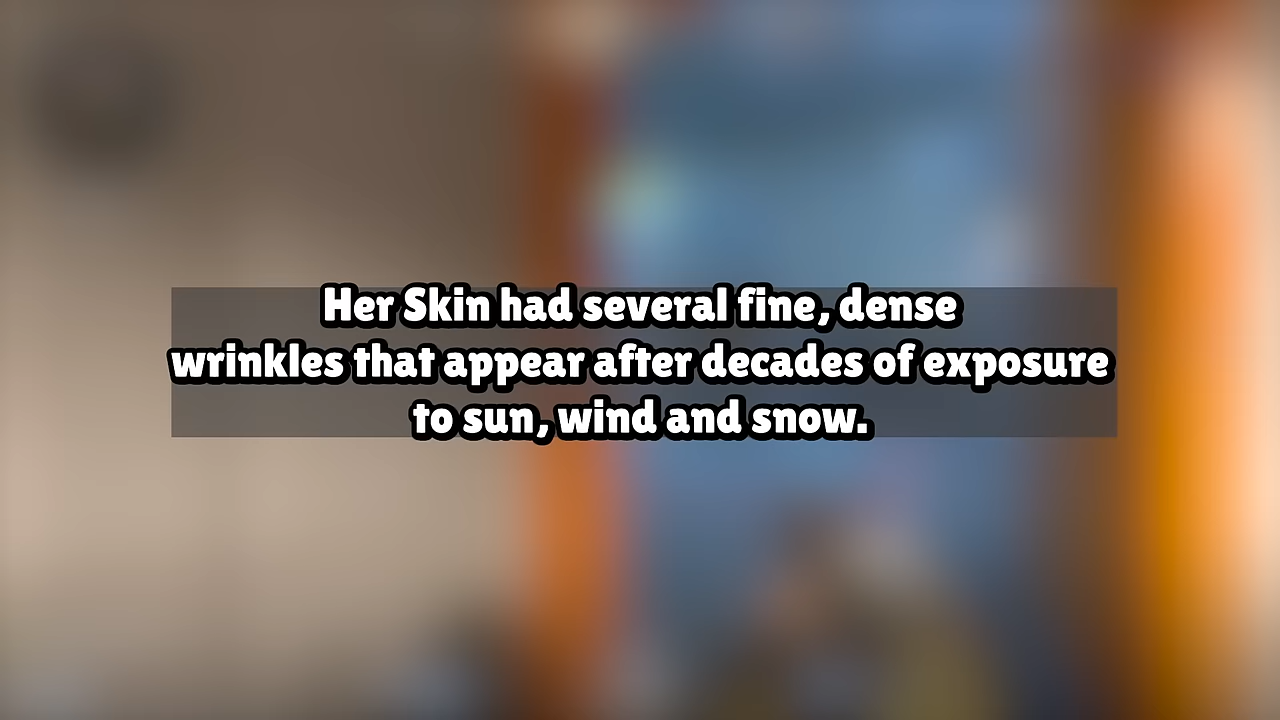 Her Skin had several fine, dense
wrinkles that appear after decades of exposure
to sun, wind and snow.